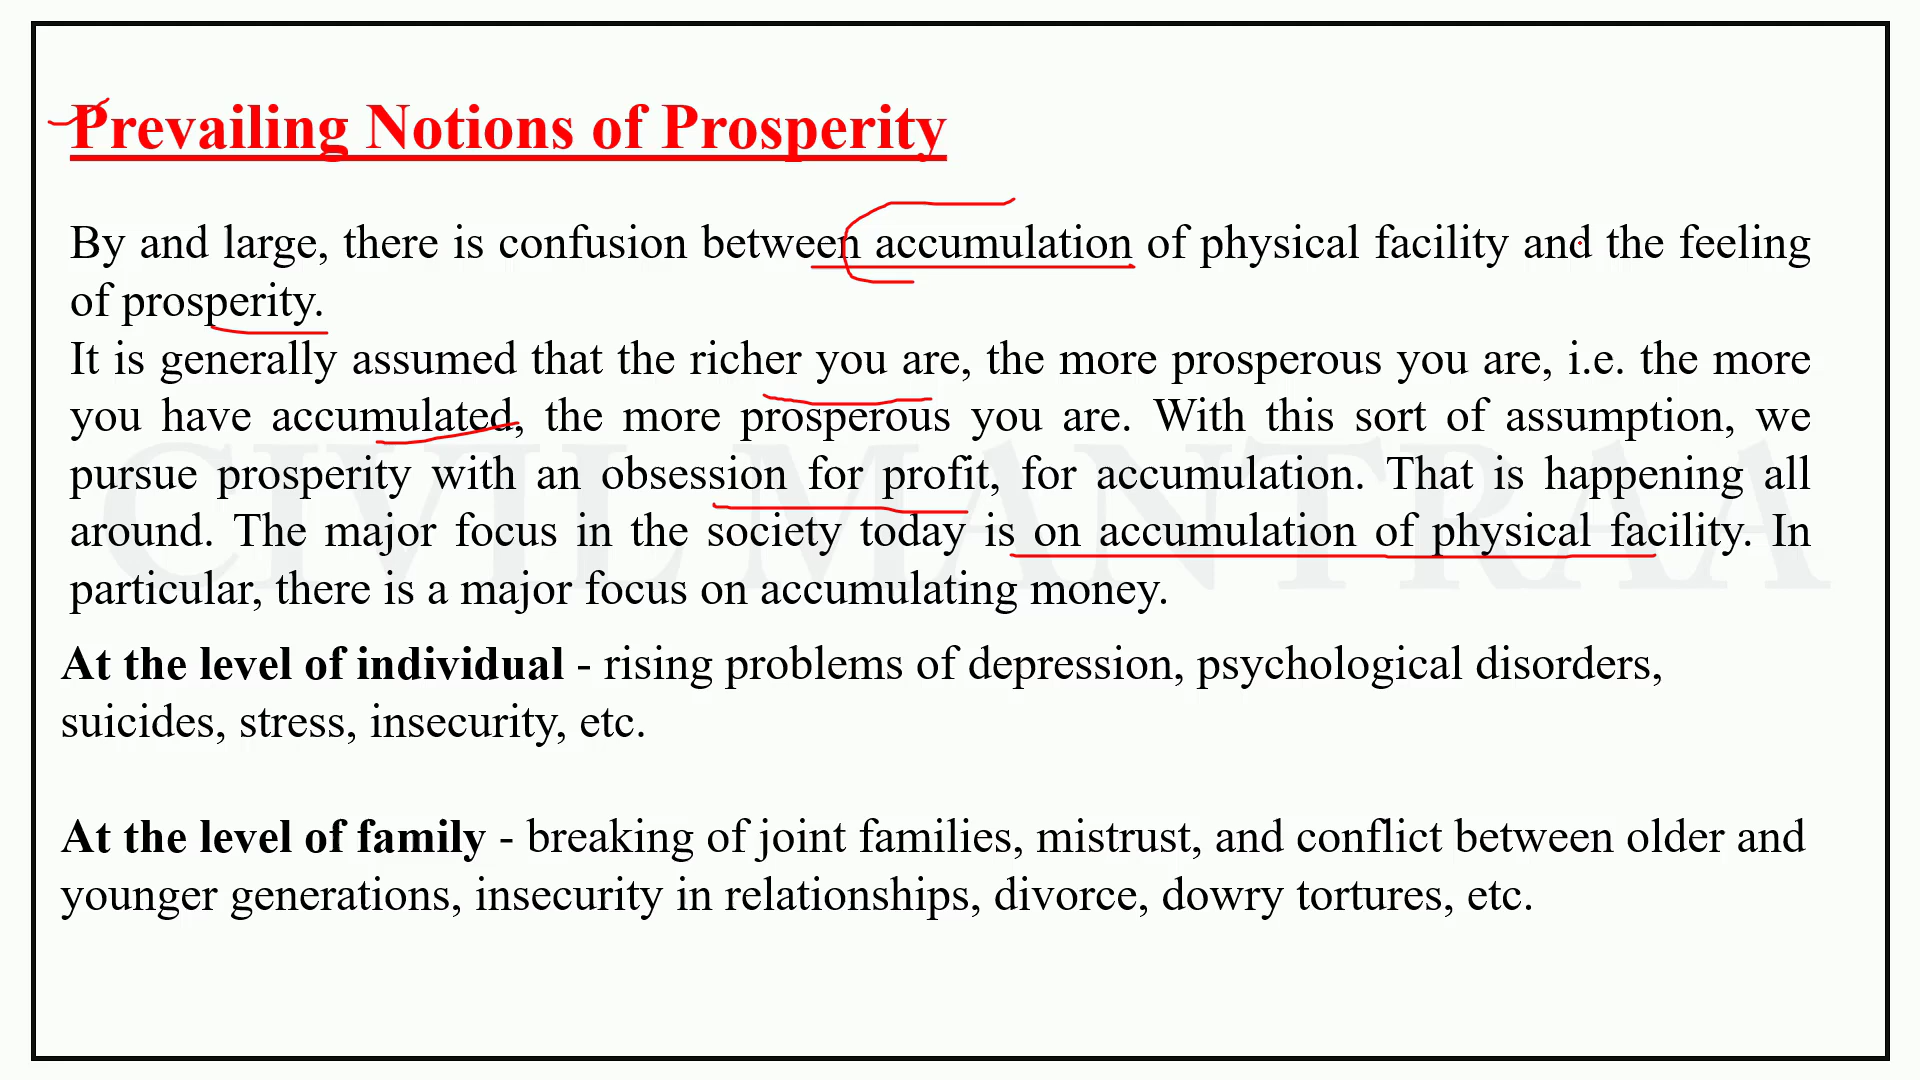 Prevailing Notions of Prosperity
By and large, there is confusion between accumulation of physical facility and the feeling
of prosperity.
It is generally assumed that the richer you are, the more prosperous you are, i.e. the more
you have accumulated, the more prosperous you are. With this sort of assumption, we
pursue prosperity with an obsession for profit, for accumulation. That is happening all
around. The major focus in the society today is on accumulation of physical facility. In
particular, there is a major focus on accumulating money.
CIVIL MANTRAA
At the level of individual - rising problems of depression, psychological disorders,
suicides, stress, insecurity, etc.
At the level of family - breaking of joint families, mistrust, and conflict between older and
younger generations, insecurity in relationships, divorce, dowry tortures, etc.